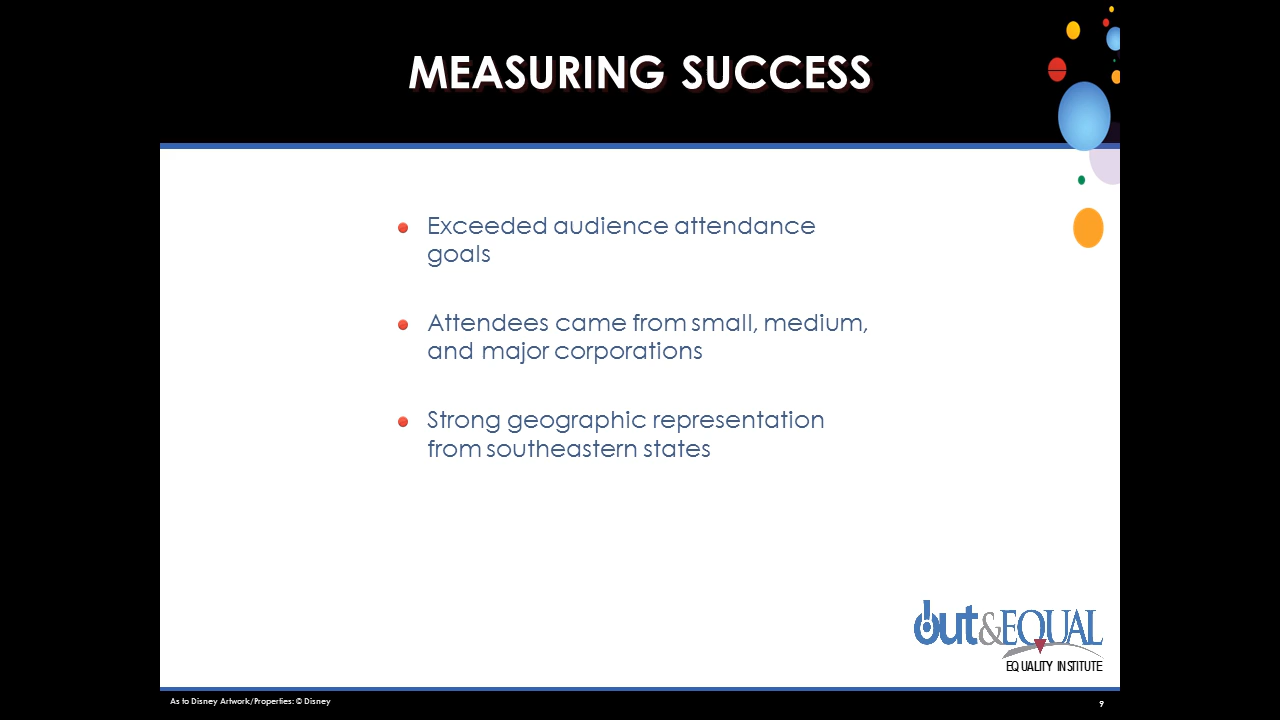 MEASURING SUCCESS
Exceeded audience attendance
goals
Attendees came from small, medium,
and major corporations
Strong geographic representation
from southeastern states
Out&EQUAL
EQUALITY INSTITUTE
As to Disney Artwork/Properties: © Disney
9